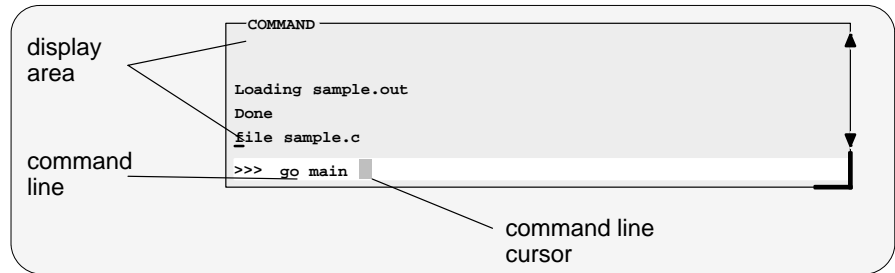 COMMAND
display
area
Loading sample.out
Done
file sample.c
command
line
>>> go main
command line
cursor